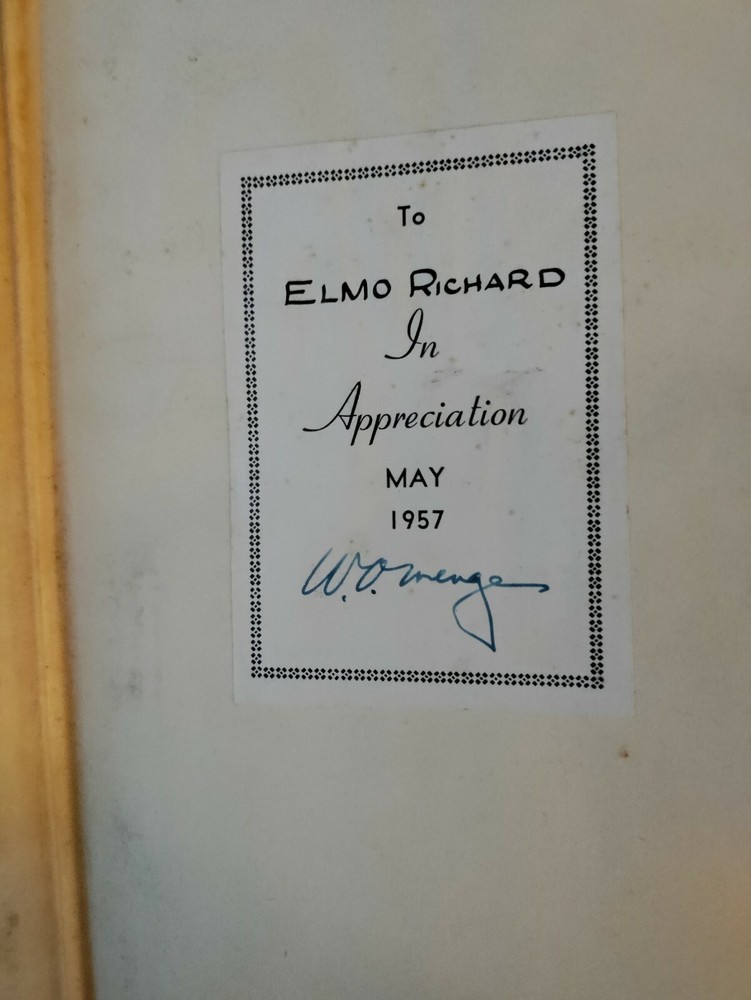 To
ELMO RICHARD
In
Appreciation
MAY
1957
W. O. Menge